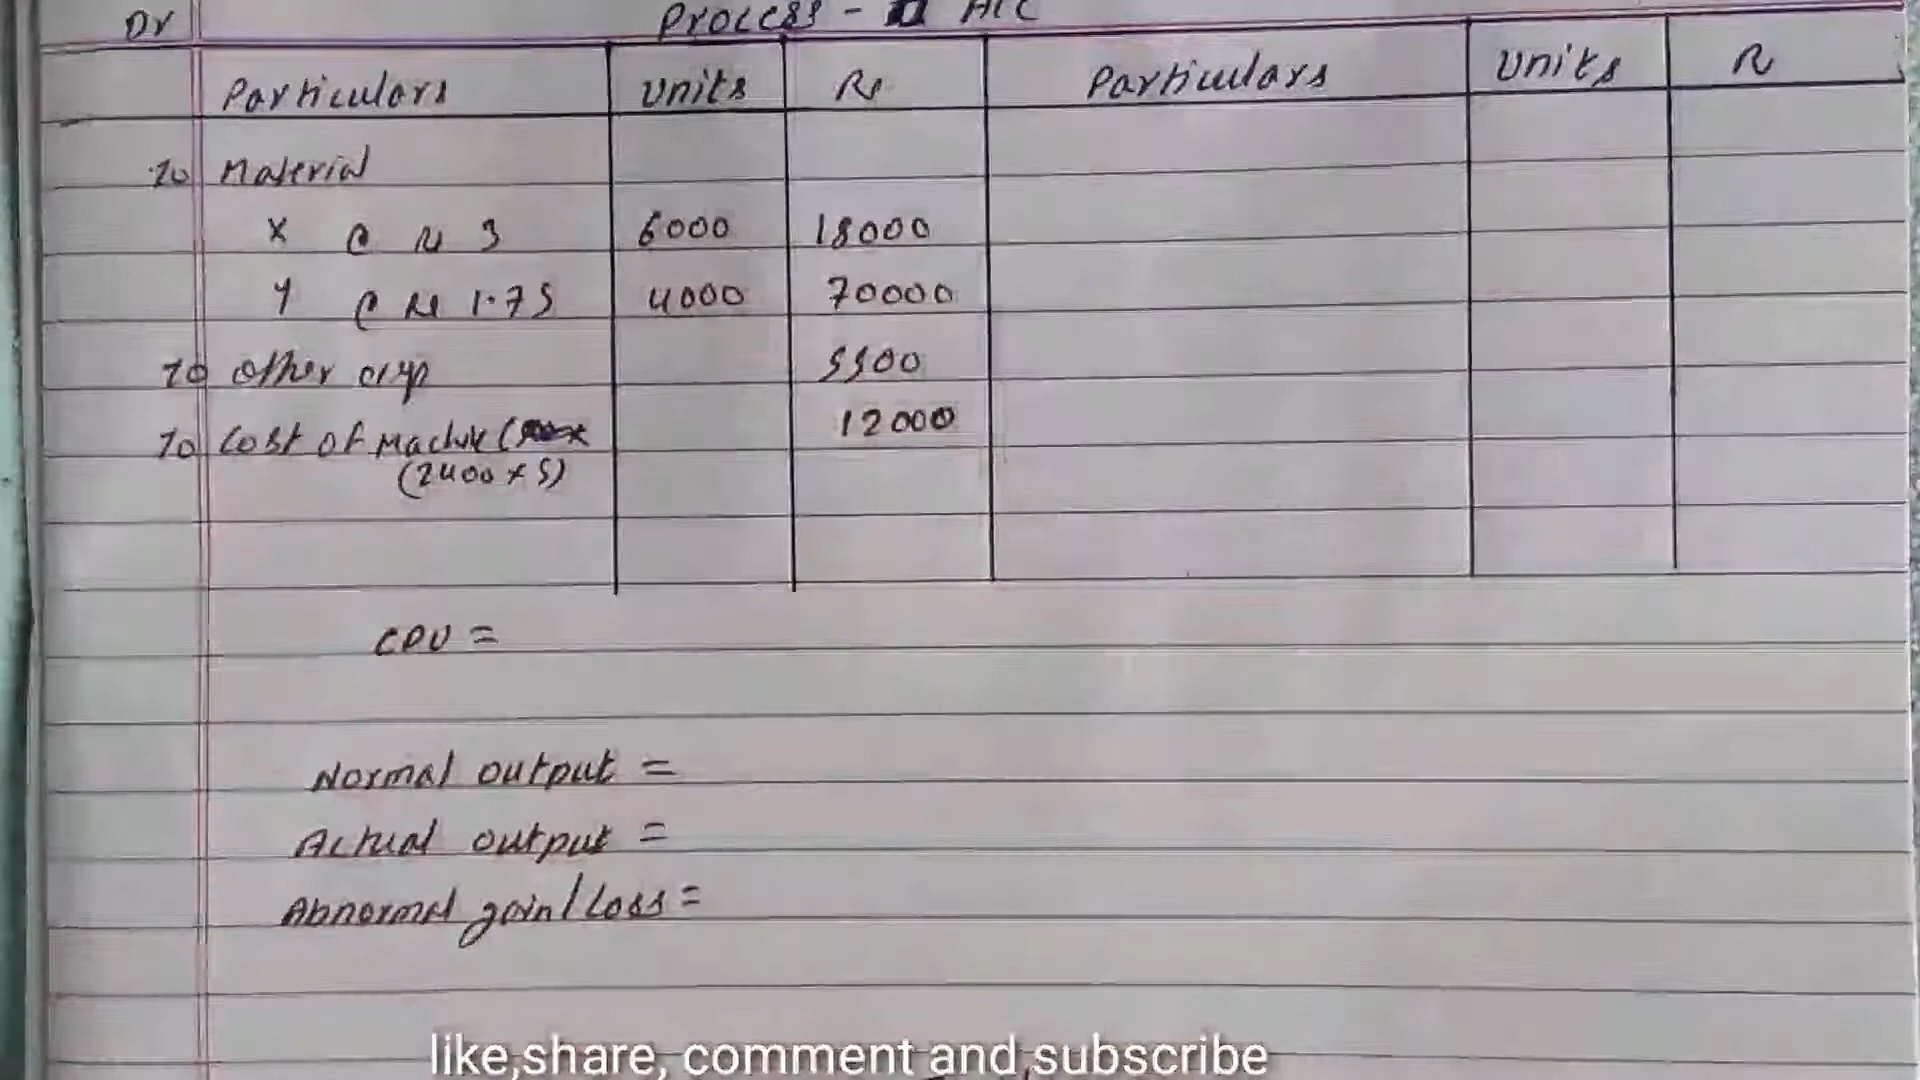 Dr Process - A/c
Particulars Units Rs Particulars Units R
To Material
X @ Rs 3 6000 18000
Y @ Rs 1.75 4000 70000
To other exp 5500
To Cost of Machine ( 12000
(2400 x 5)
CPU =
Normal output =
Actual output =
Abnormal gain/Loss =
like,share, comment and subscribe